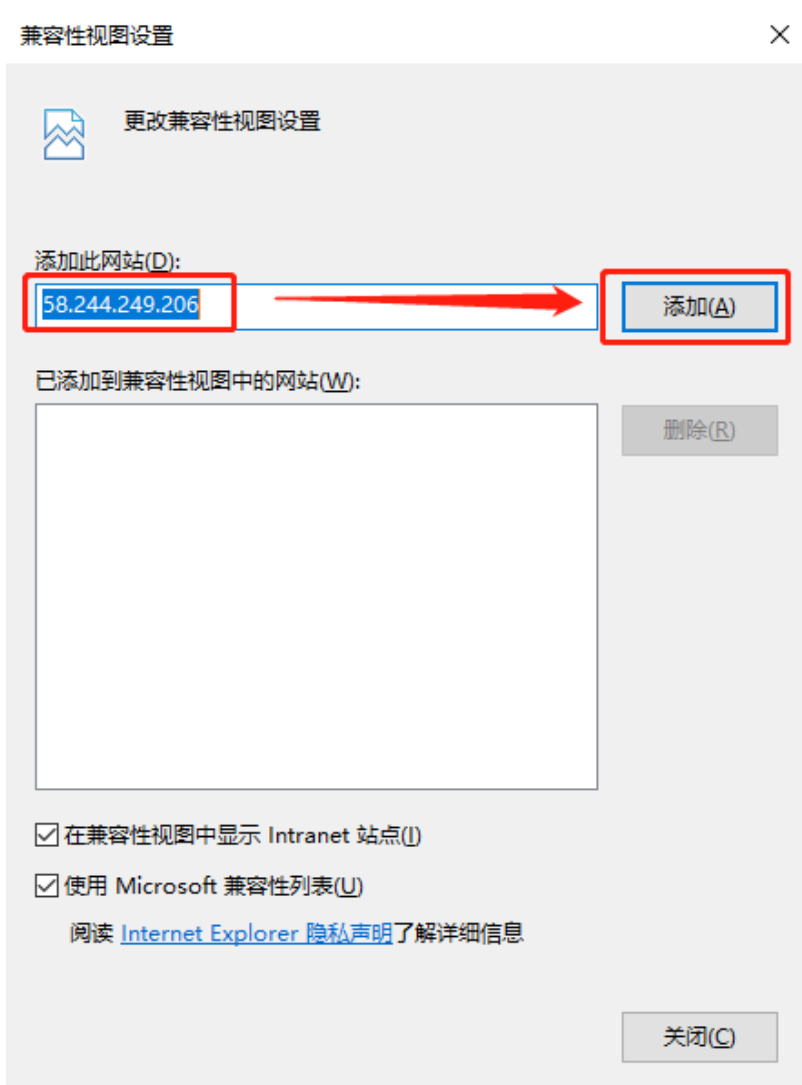 兼容性视图设置
更改兼容性视图设置
添加此网站(D):
58.244.249.206
添加(A)
已添加到兼容性视图中的网站(W):
删除(R)
在兼容性视图中显示 Intranet 站点(I)
使用 Microsoft 兼容性列表(U)
阅读 Internet Explorer 隐私声明了解详细信息
关闭(C)